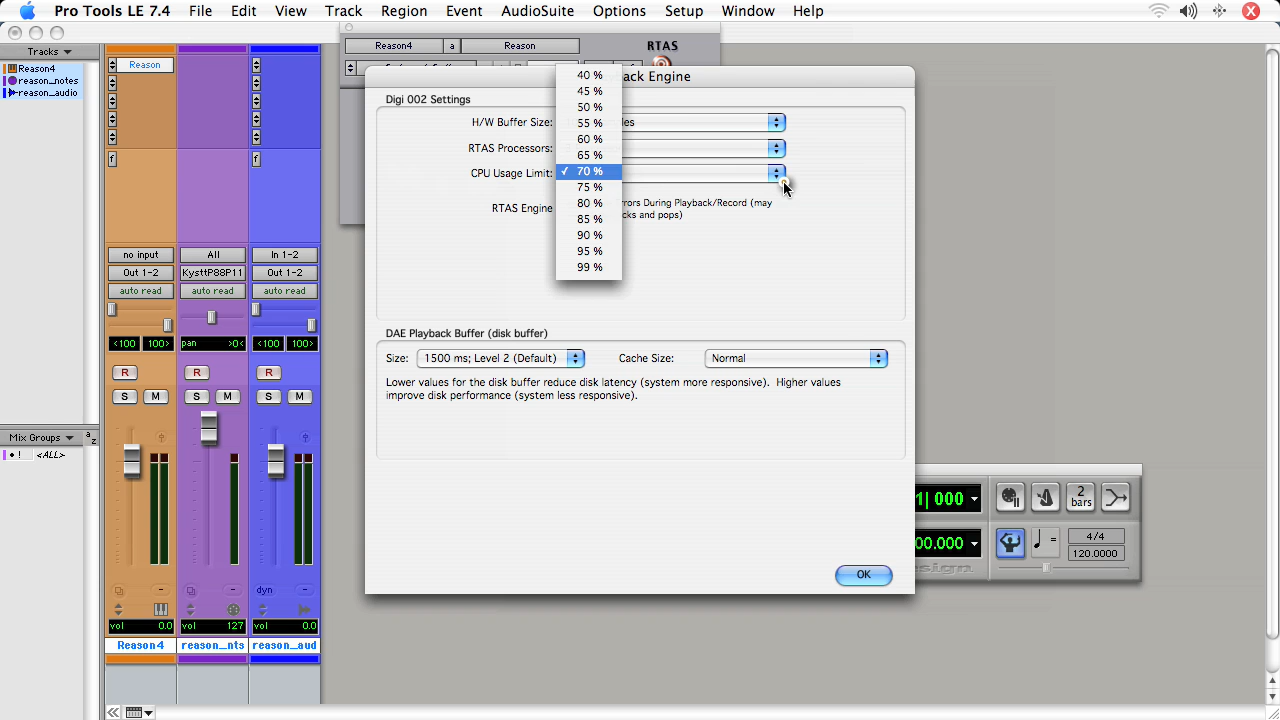 Pro Tools LE 7.4 File Edit View Track Region Event AudioSuite Options Setup Window Help
Tracks
Reason4
reason_notes
reason_audio
Mix Groups
a z
! <ALL>
Reason
f
f
no input All In 1-2
Out 1-2 KysttP88P11 Out 1-2
auto read auto read auto read
<100 100> pan >0< <100 100>
R R R
S M S M S M
- - dyn -
vol 0.0 vol 127 vol 0.0
Reason4 reason_nts reason_aud
Reason4 a Reason RTAS
ack Engine
Digi 002 Settings
H/W Buffer Size: les
RTAS Processors:
CPU Usage Limit:
RTAS Engine rrors During Playback/Record (may
cks and pops)
40 %
45 %
50 %
55 %
60 %
65 %
✓ 70 %
75 %
80 %
85 %
90 %
95 %
99 %
DAE Playback Buffer (disk buffer)
Size: 1500 ms; Level 2 (Default) Cache Size: Normal
Lower values for the disk buffer reduce disk latency (system more responsive). Higher values
improve disk performance (system less responsive).
OK
1| 000
2 bars
00.000
= 4/4
120.0000
esign